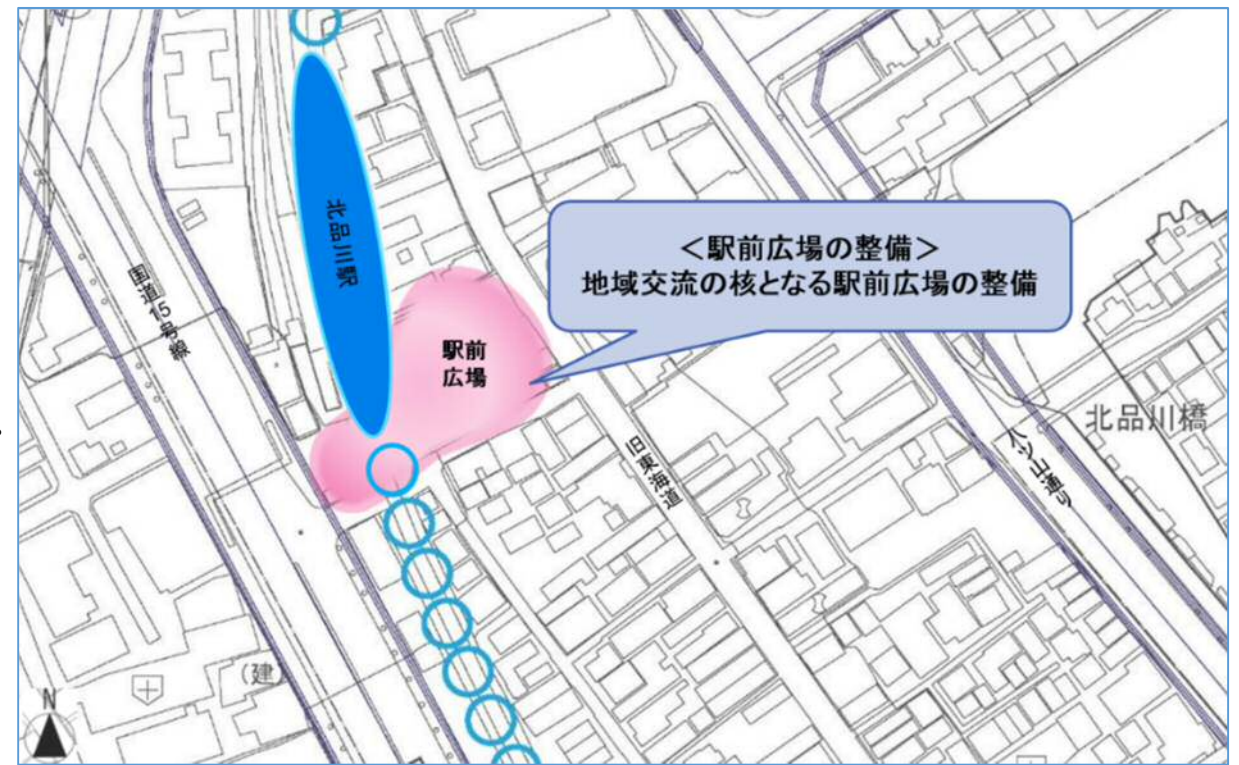 北品川駅
国道15号線
<駅前広場の整備>
地域交流の核となる駅前広場の整備
駅前
広場
旧東海道
北品川橋
八ツ山通り
(建)
N